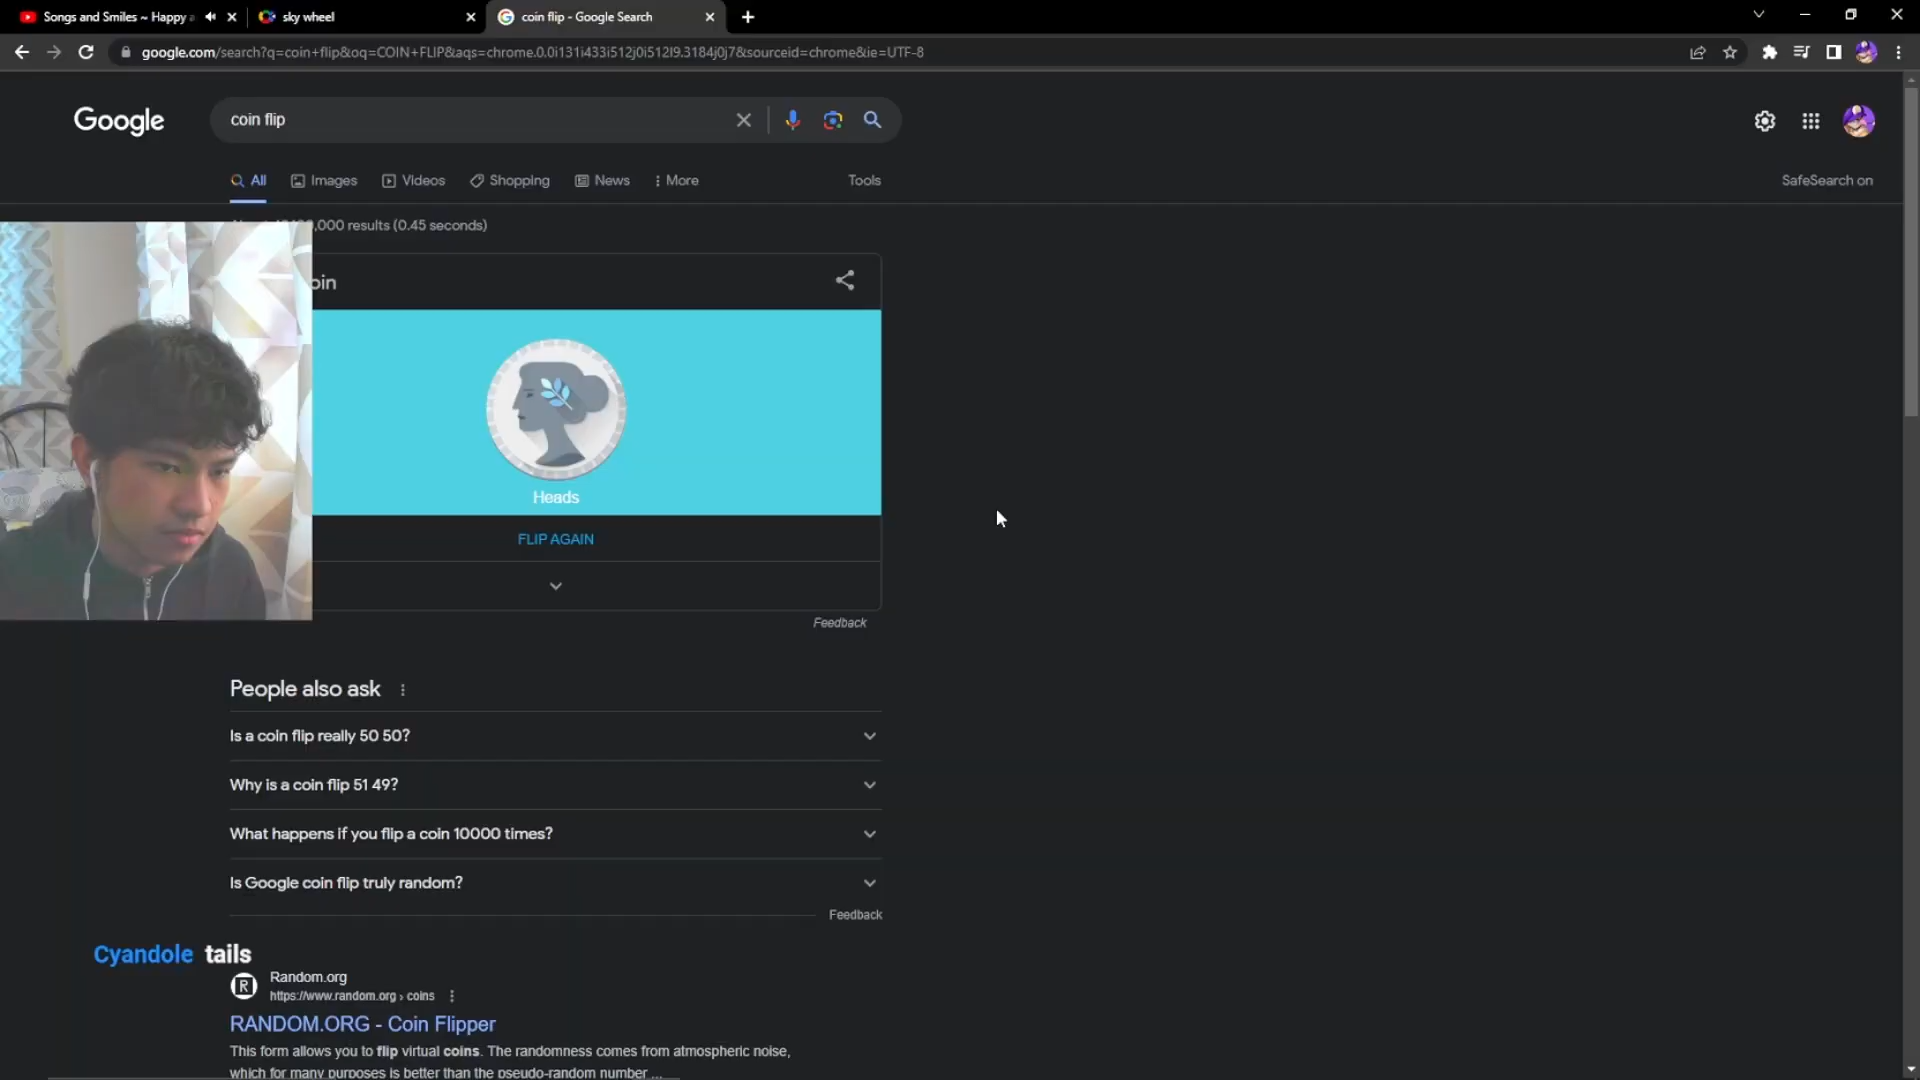 Songs and Smiles ~ Happy a
sky wheel
coin flip - Google Search
google.com/search?q=coin+flip&oq=COIN+FLIP&aqs=chrome.0.0i131i433i512j0i512l9.3184j0j7&sourceid=chrome&ie=UTF-8
Google
coin flip
All
Images
Videos
Shopping
News
More
Tools
SafeSearch on
,000 results (0.45 seconds)
oin
Heads
FLIP AGAIN
Feedback
People also ask
Is a coin flip really 50 50?
Why is a coin flip 51 49?
What happens if you flip a coin 10000 times?
Is Google coin flip truly random?
Feedback
Cyandole tails
R
Random.org
https://www.random.org › coins
RANDOM.ORG - Coin Flipper
This form allows you to flip virtual coins. The randomness comes from atmospheric noise,
which for many purposes is better than the pseudo-random number ...